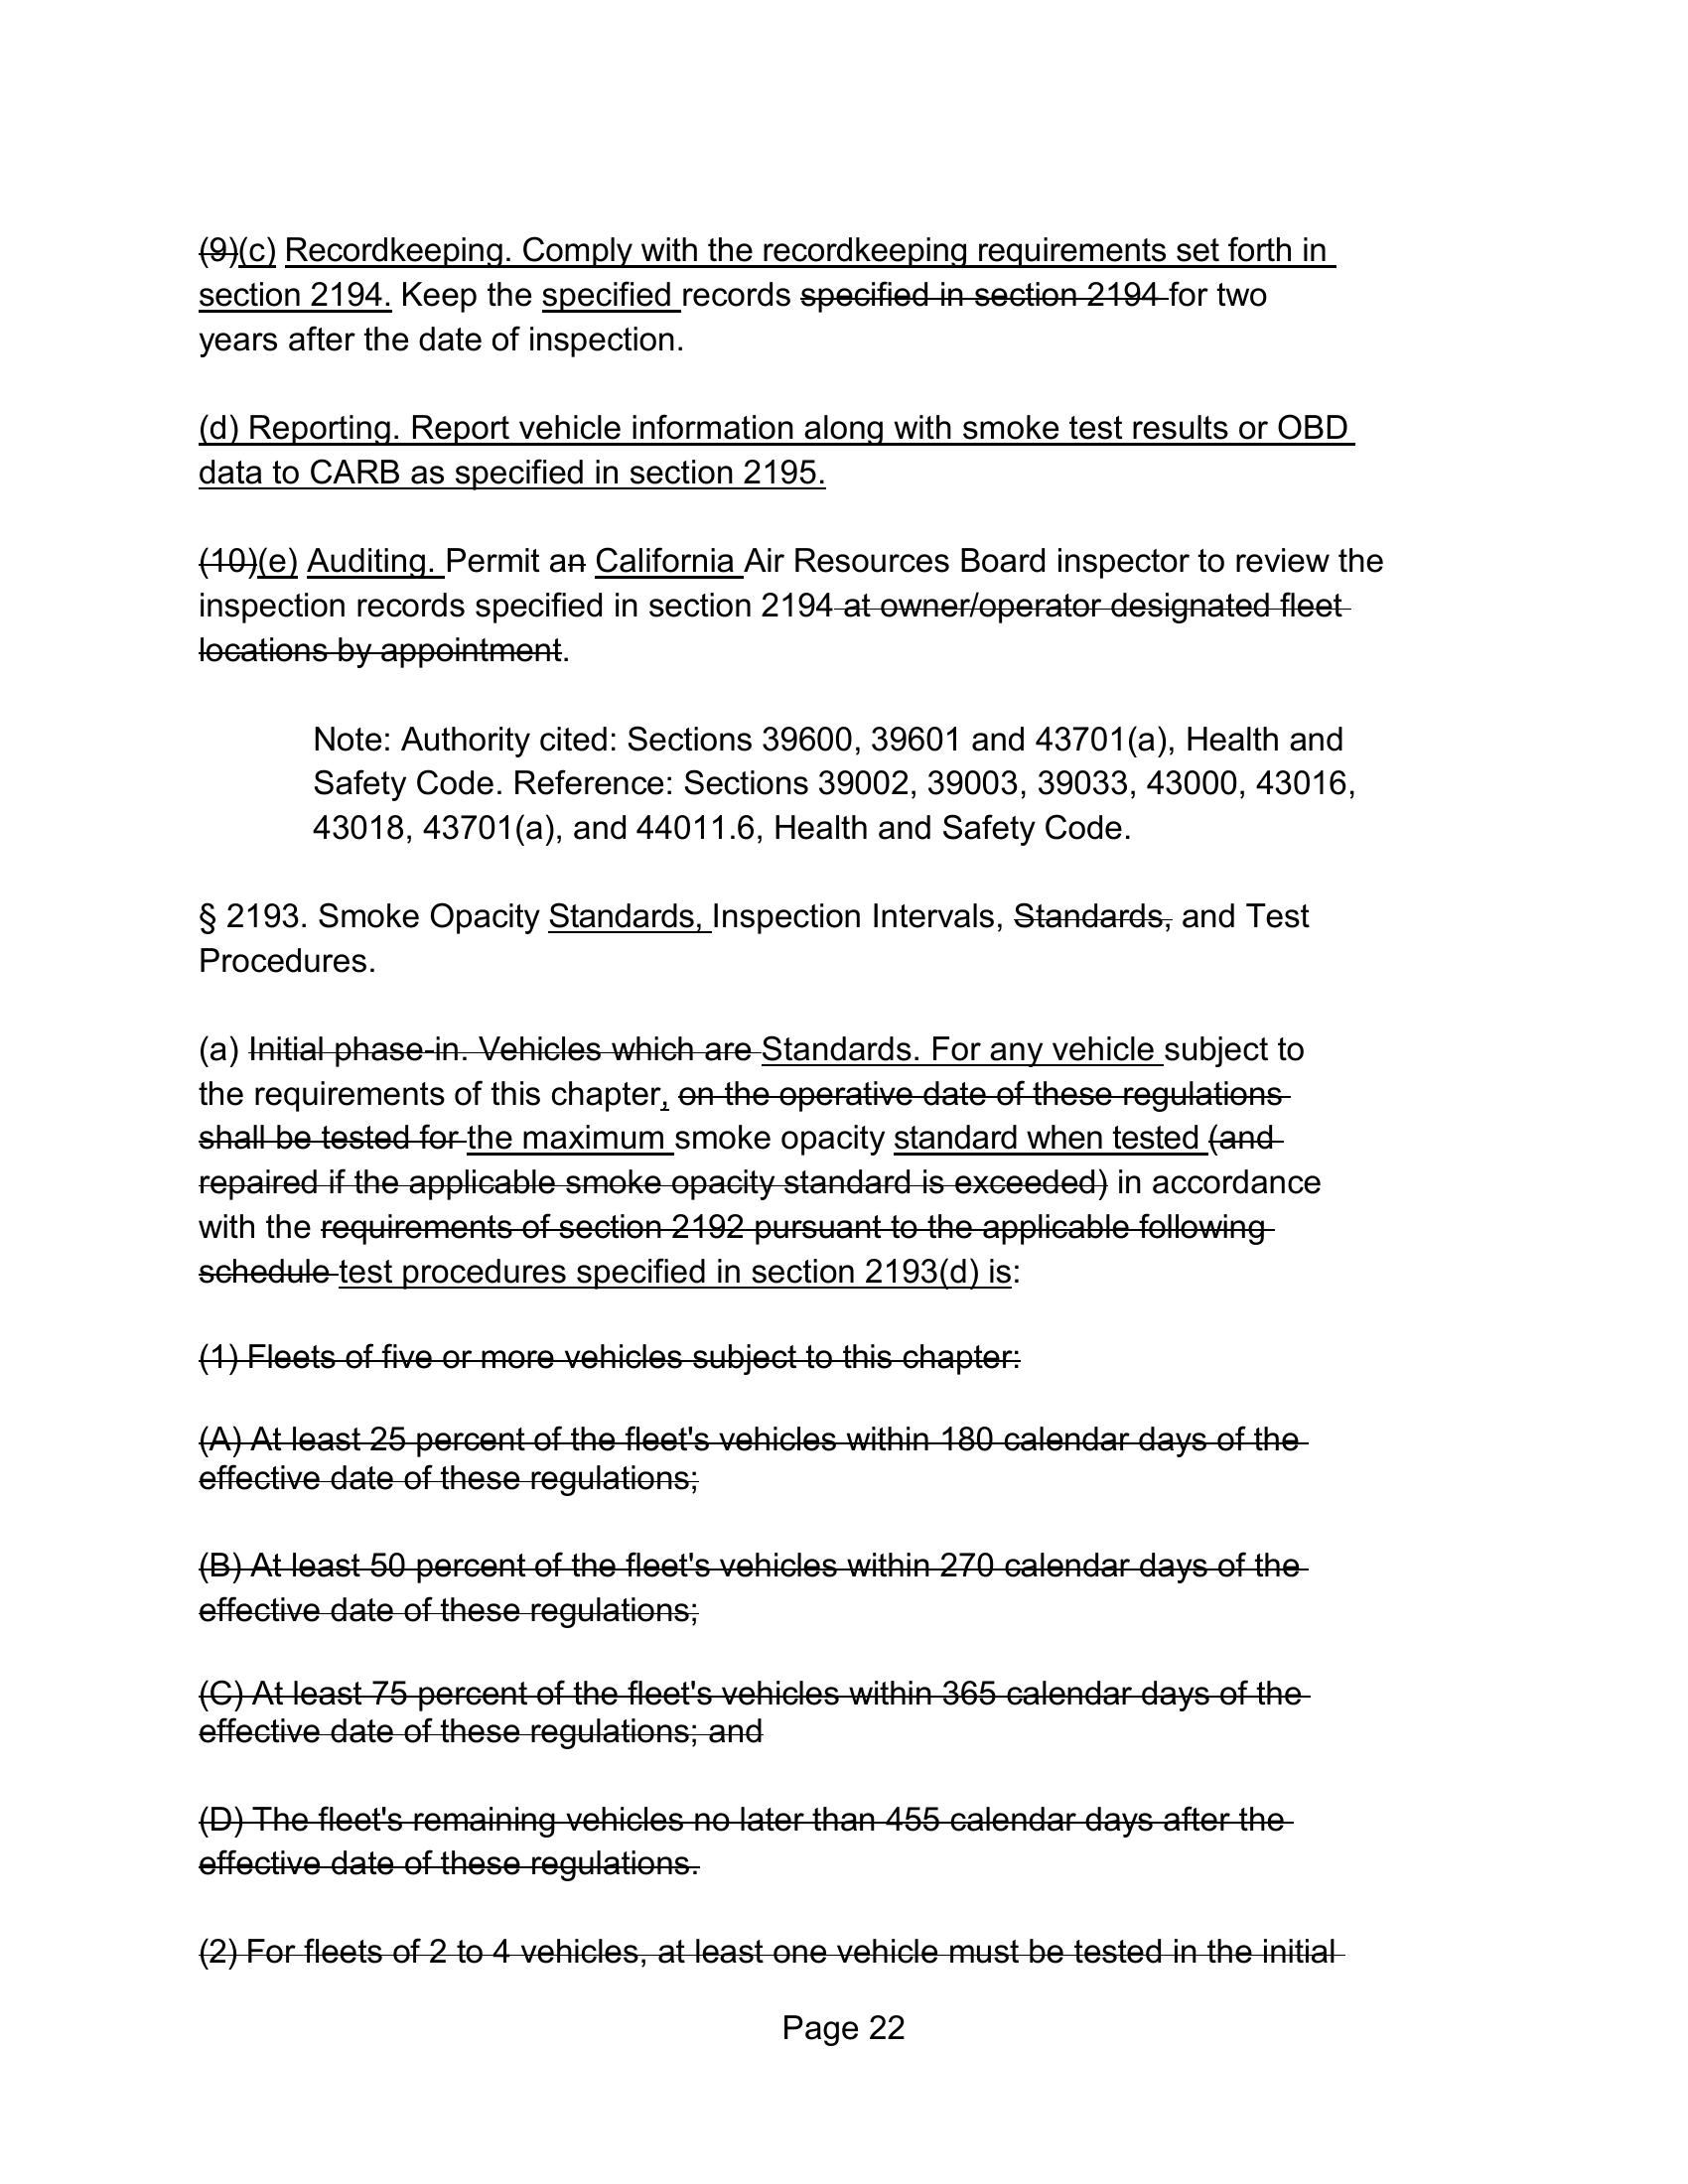 (9)(c) Recordkeeping. Comply with the recordkeeping requirements set forth in
section 2194. Keep the specified records specified in section 2194 for two
years after the date of inspection.
(d) Reporting. Report vehicle information along with smoke test results or OBD
data to CARB as specified in section 2195.
(10)(e) Auditing. Permit an California Air Resources Board inspector to review the
inspection records specified in section 2194 at owner/operator designated fleet
locations by appointment.
Note: Authority cited: Sections 39600, 39601 and 43701(a), Health and
Safety Code. Reference: Sections 39002, 39003, 39033, 43000, 43016,
43018, 43701(a), and 44011.6, Health and Safety Code.
§ 2193. Smoke Opacity Standards, Inspection Intervals, Standards, and Test
Procedures.
(a) Initial phase-in. Vehicles which are Standards. For any vehicle subject to
the requirements of this chapter, on the operative date of these regulations
shall be tested for the maximum smoke opacity standard when tested (and
repaired if the applicable smoke opacity standard is exceeded) in accordance
with the requirements of section 2192 pursuant to the applicable following
schedule test procedures specified in section 2193(d) is:
(1) Fleets of five or more vehicles subject to this chapter:
(A) At least 25 percent of the fleet's vehicles within 180 calendar days of the
effective date of these regulations;
(B) At least 50 percent of the fleet's vehicles within 270 calendar days of the
effective date of these regulations;
(C) At least 75 percent of the fleet's vehicles within 365 calendar days of the
effective date of these regulations; and
(D) The fleet's remaining vehicles no later than 455 calendar days after the
effective date of these regulations.
(2) For fleets of 2 to 4 vehicles, at least one vehicle must be tested in the initial
Page 22